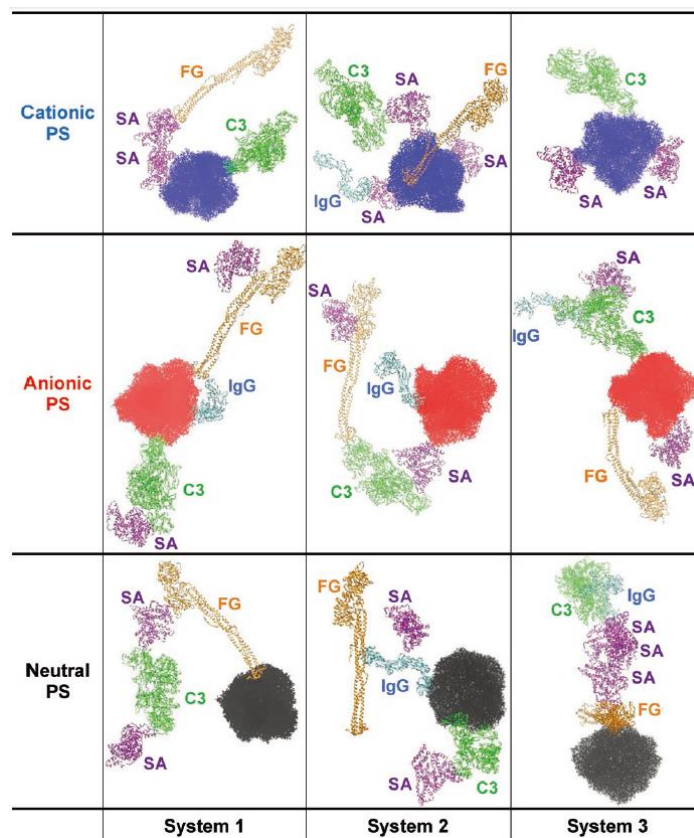 Cationic
PS
FG
SA
C3
SA
C3
SA
FG
SA
IgG
SA
C3
SA
SA
Anionic
PS
SA
FG
IgG
C3
SA
SA
FG
IgG
SA
C3
SA
IgG
C3
SA
FG
Neutral
PS
SA
FG
C3
SA
FG
SA
IgG
SA
C3
C3
IgG
SA
SA
SA
FG
System 1
System 2
System 3